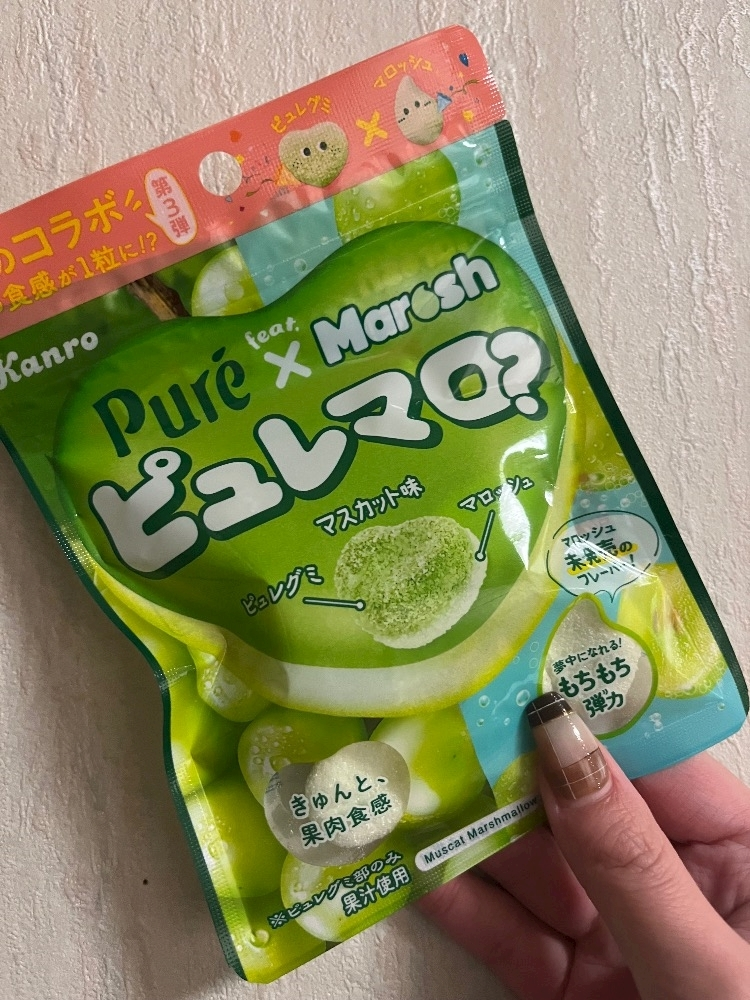 ピュレグミ × マロッシュ
のコラボ
第3弾
食感が1粒に!?
Kanro
Puré feat. × Marosh
ピュレマロ?
マスカット味
マロッシュ
ピュレグミ
マロッシュ
未発売の
フレーバー!
夢中になれる!
もちもち
弾力
きゅんと、
果肉食感
Muscat Marshmallow
※ピュレグミ部のみ
果汁使用